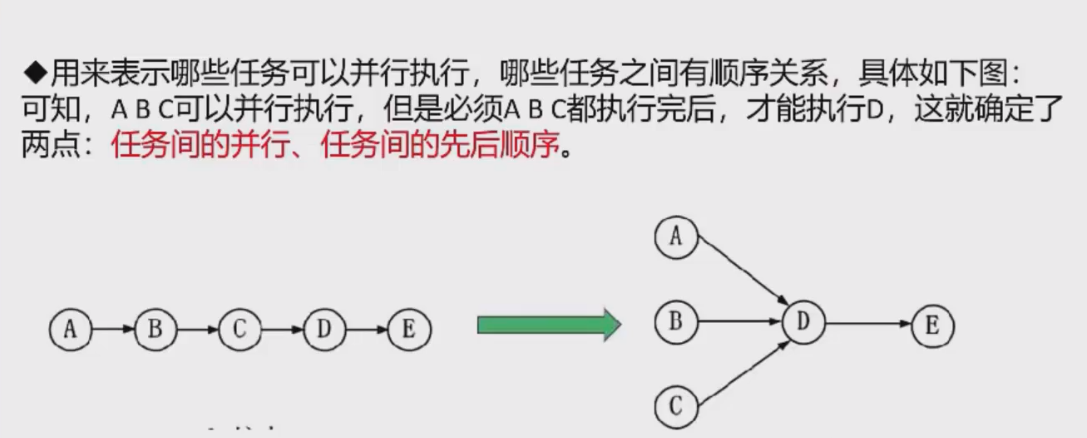 ◆用来表示哪些任务可以并行执行，哪些任务之间有顺序关系，具体如下图：
可知，A B C可以并行执行，但是必须A B C都执行完后，才能执行D，这就确定了
两点：任务间的并行、任务间的先后顺序。
A B C D E
A
B D E
C